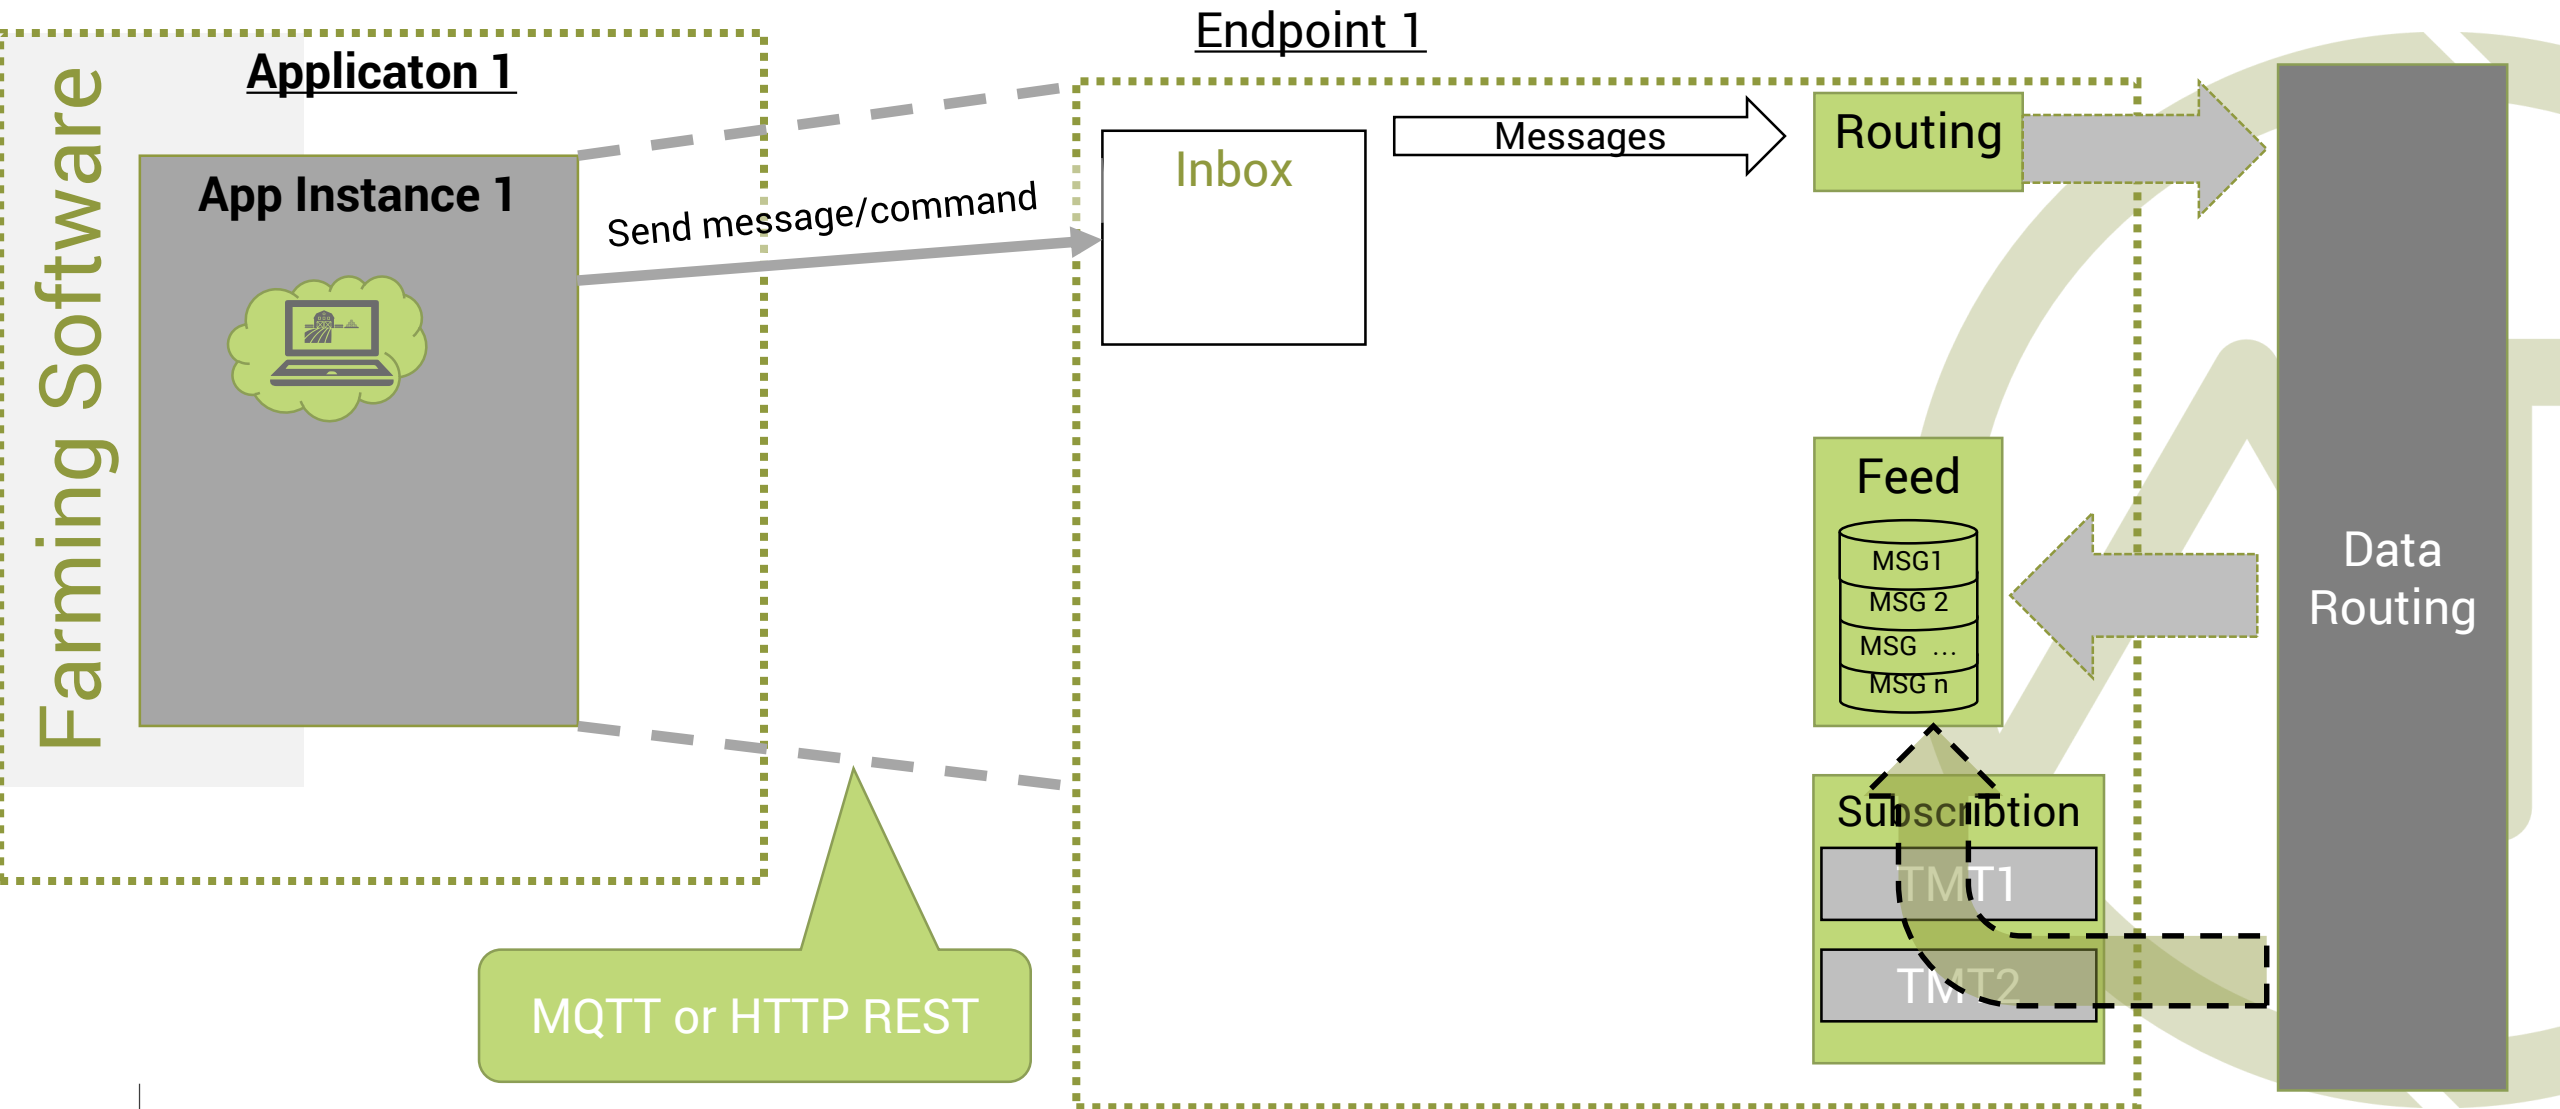 Endpoint 1
Applicaton 1
Farming Software
App Instance 1
Send message/command
Inbox
Messages
Routing
Feed
MSG1
MSG 2
MSG ...
MSG n
Data
Routing
Subscribtion
TMT1
TMT2
MQTT or HTTP REST